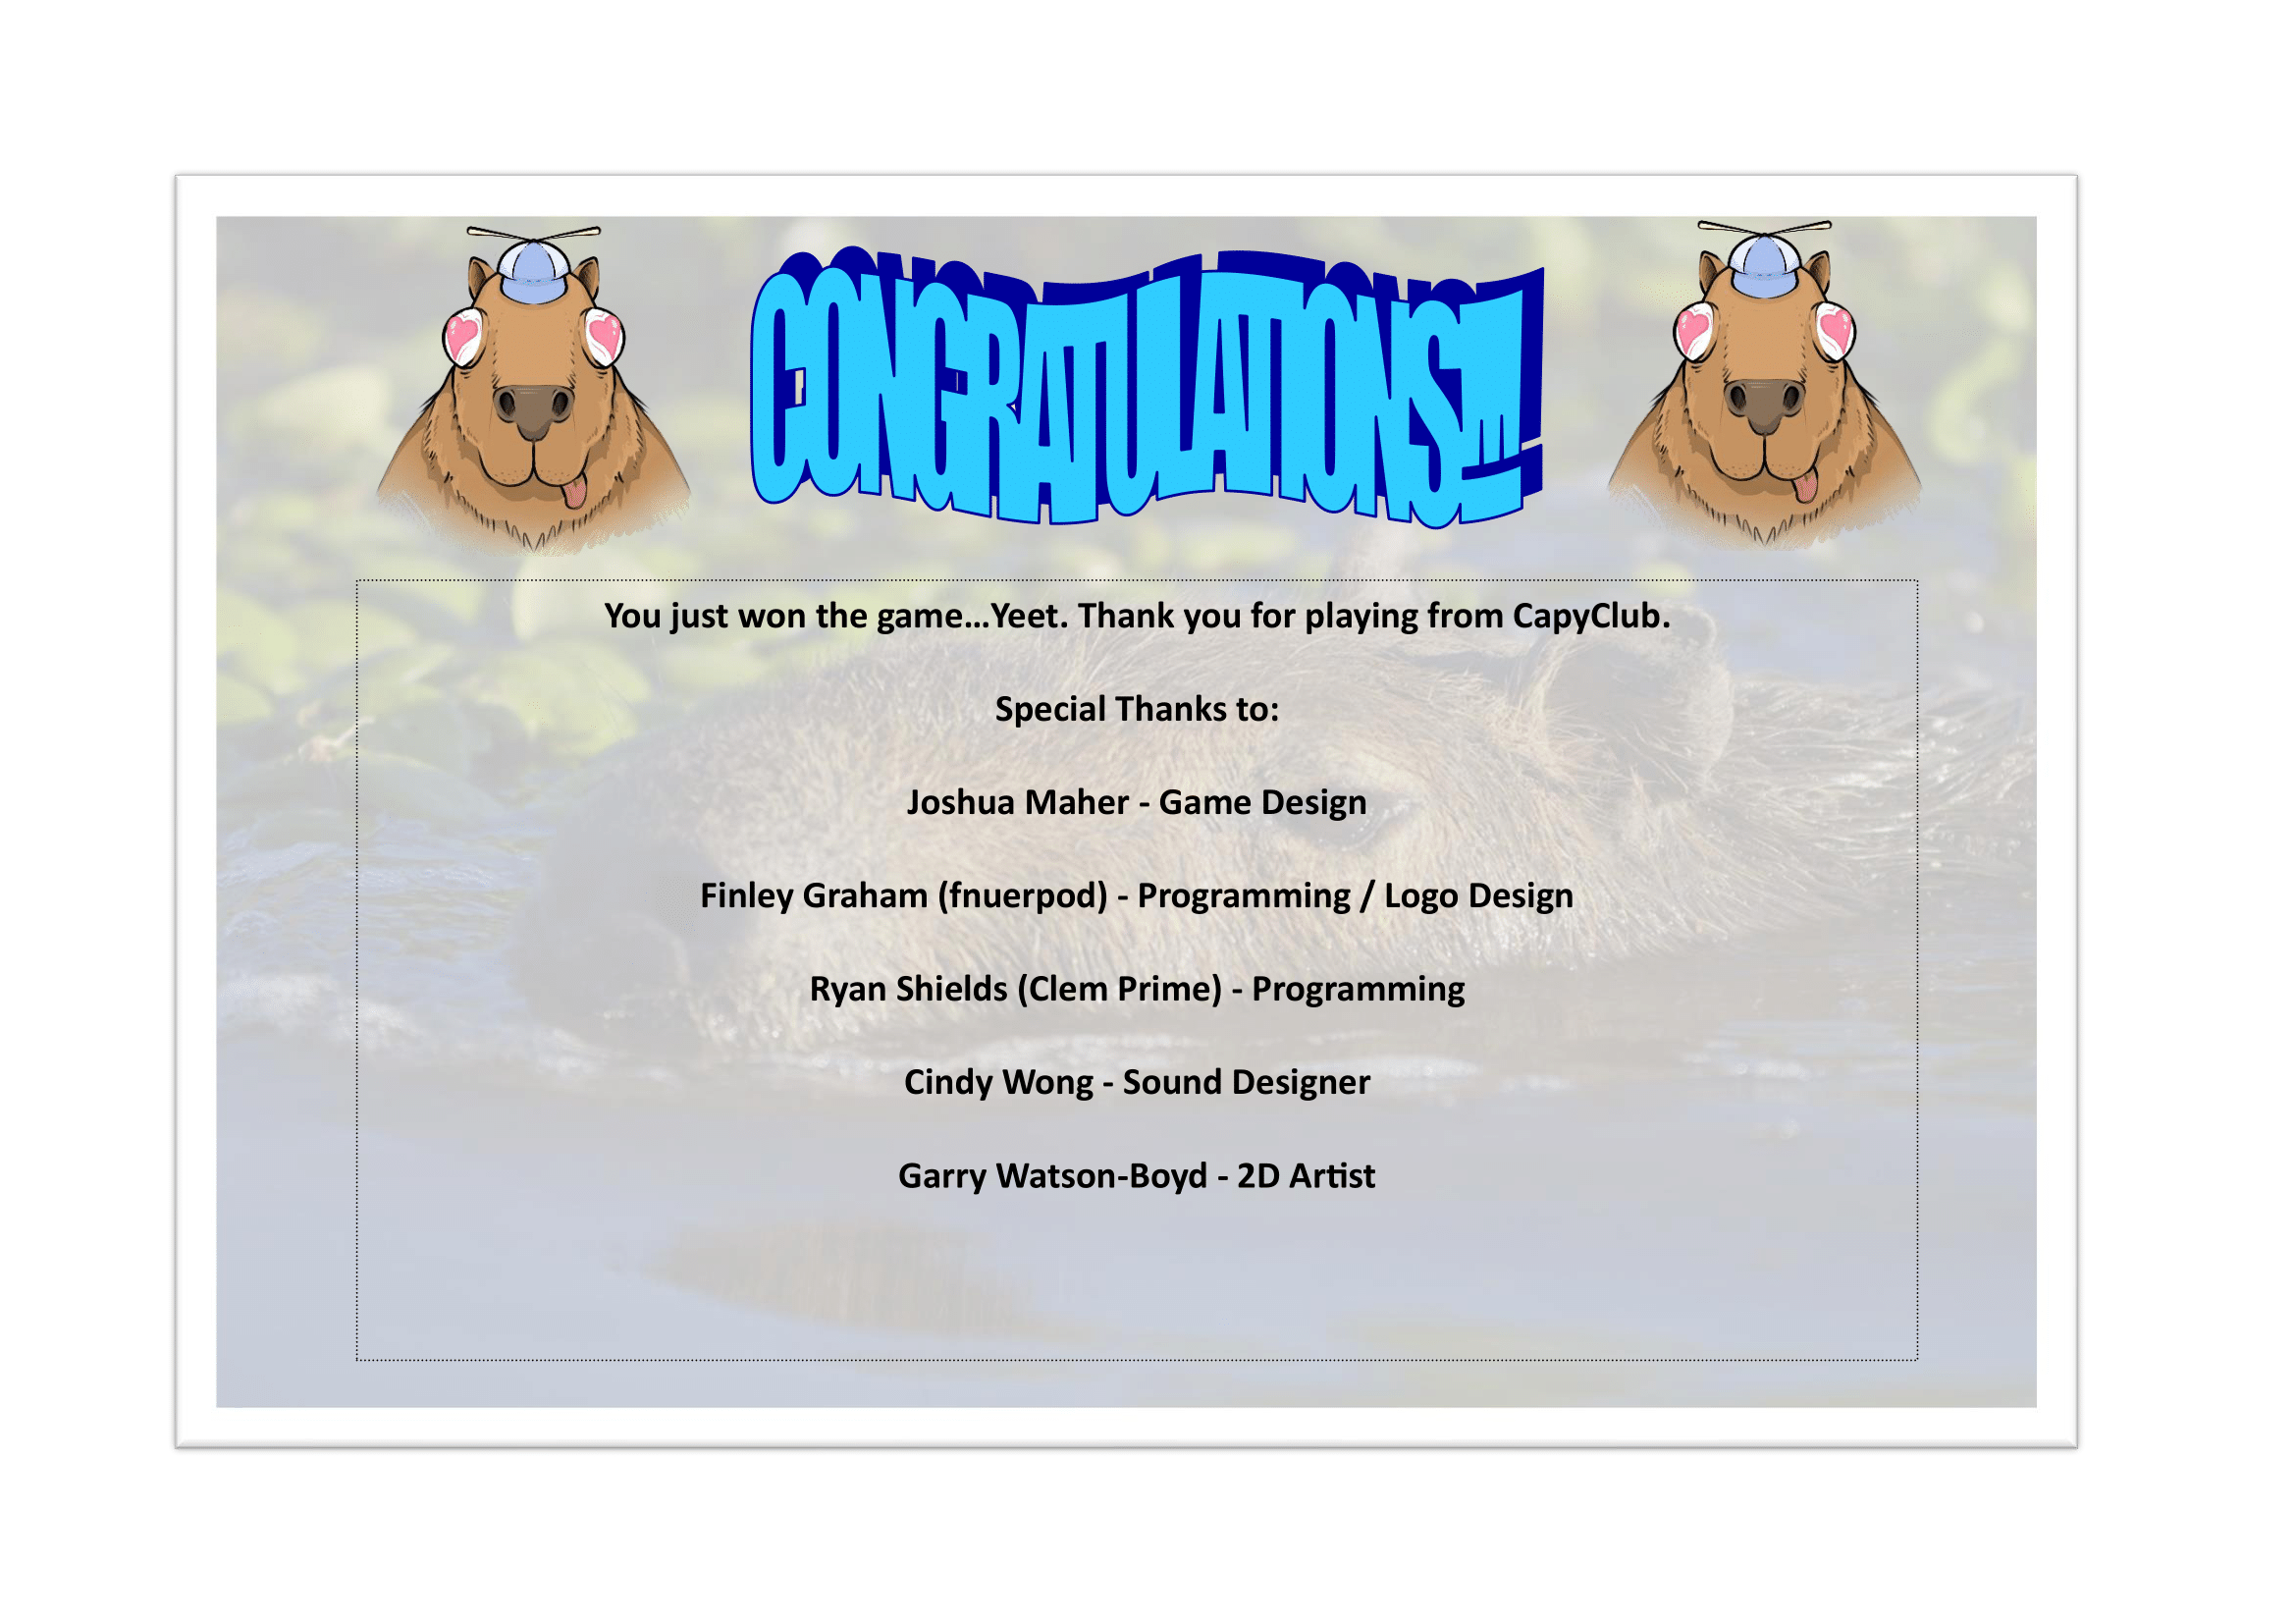 CONGRATULATIONS!!!
You just won the game...Yeet. Thank you for playing from CapyClub.
Special Thanks to:
Joshua Maher - Game Design
Finley Graham (fnuerpod) - Programming / Logo Design
Ryan Shields (Clem Prime) - Programming
Cindy Wong - Sound Designer
Garry Watson-Boyd - 2D Artist